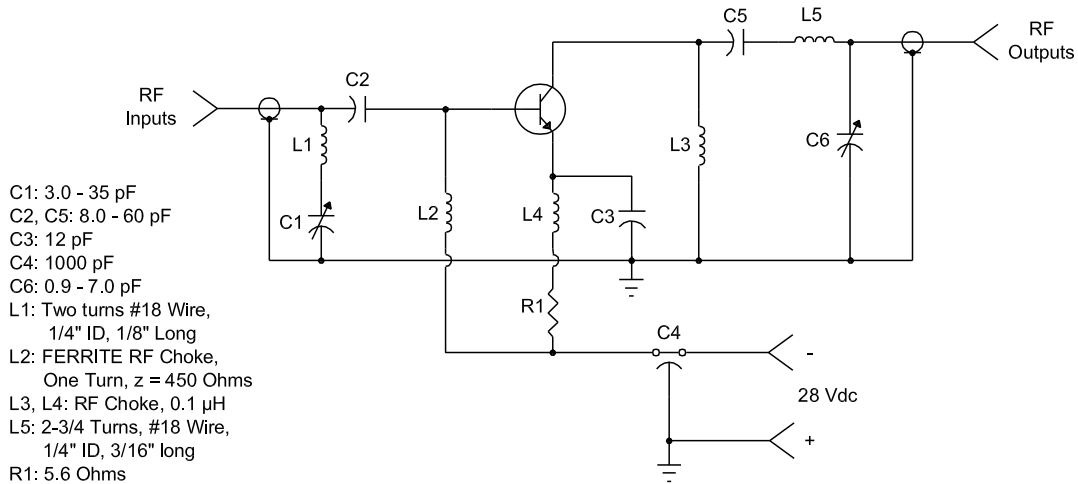 C5
L5
RF
Outputs
C2
RF
Inputs
L1
L3
C6
C1: 3.0 - 35 pF
C2, C5: 8.0 - 60 pF
C3: 12 pF
C4: 1000 pF
C6: 0.9 - 7.0 pF
L1: Two turns #18 Wire,
1/4" ID, 1/8" Long
L2: FERRITE RF Choke,
One Turn, z = 450 Ohms
L3, L4: RF Choke, 0.1 µH
L5: 2-3/4 Turns, #18 Wire,
1/4" ID, 3/16" long
R1: 5.6 Ohms
C1
L2
L4
C3
R1
C4
-
28 Vdc
+